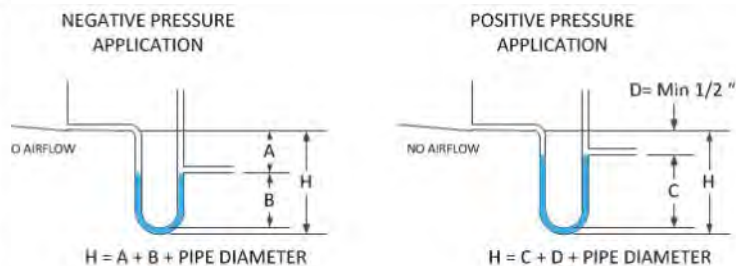 NEGATIVE PRESSURE
APPLICATION
O AIRFLOW
A
B
H
H = A + B + PIPE DIAMETER
POSITIVE PRESSURE
APPLICATION
D= Min 1/2 "
NO AIRFLOW
C
H
H = C + D + PIPE DIAMETER